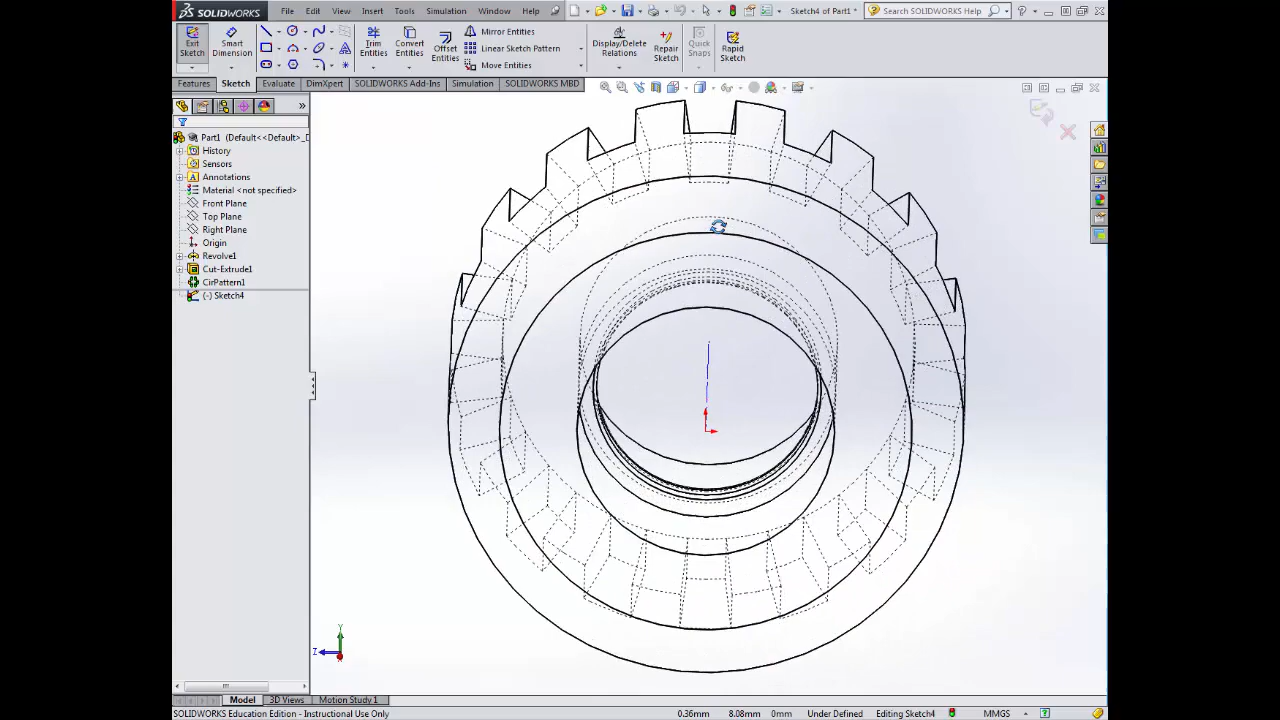 SOLIDWORKS File Edit View Insert Tools Simulation Window Help Sketch4 of Part1 * Search SOLIDWORKS Help
Exit Sketch
Smart Dimension
Trim Entities
Convert Entities
Offset Entities
Mirror Entities
Linear Sketch Pattern
Move Entities
Display/Delete Relations
Repair Sketch
Quick Snaps
Rapid Sketch
Features Sketch Evaluate DimXpert SOLIDWORKS Add-Ins Simulation SOLIDWORKS MBD
Part1 (Default<<Default>_D
History
Sensors
Annotations
Material <not specified>
Front Plane
Top Plane
Right Plane
Origin
Revolve1
Cut-Extrude1
CirPattern1
(-) Sketch4
Y
Z
Model 3D Views Motion Study 1
SOLIDWORKS Education Edition - Instructional Use Only 0.36mm 8.08mm 0mm Under Defined Editing Sketch4 MMGS